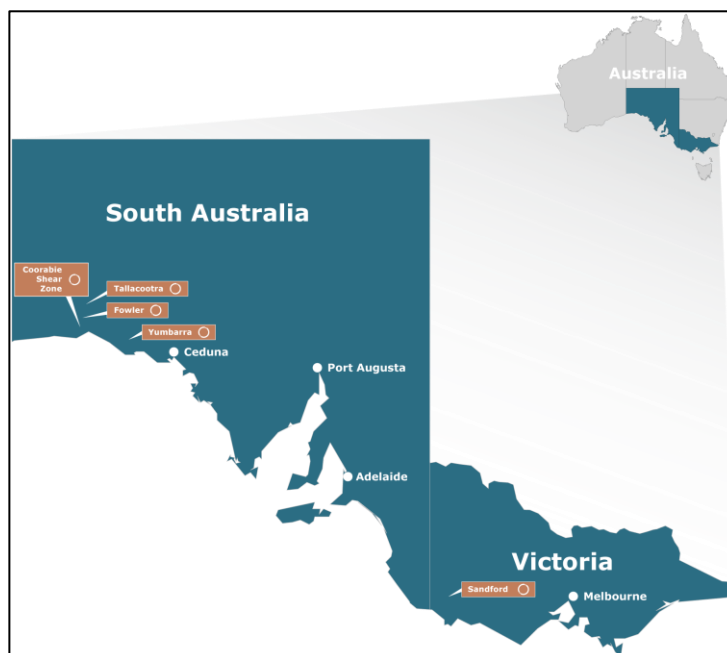 Australia
South Australia
Coorabie
Shear
Zone
Tallacootra
Fowler
Yumbarra
Ceduna
Port Augusta
Adelaide
Victoria
Sandford
Melbourne